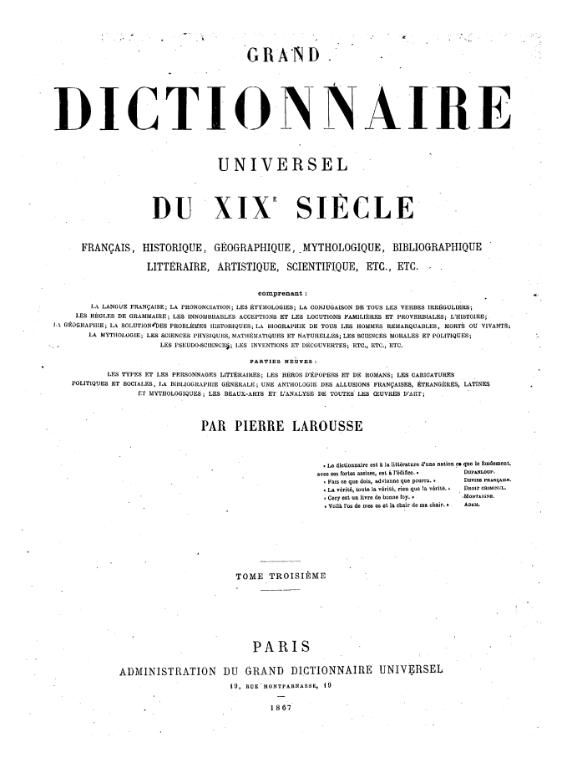 GRAND
DICTIONNAIRE
UNIVERSEL
DU XIXE SIÈCLE
FRANÇAIS, HISTORIQUE, GÉOGRAPHIQUE, MYTHOLOGIQUE, BIBLIOGRAPHIQUE
LITTÉRAIRE, ARTISTIQUE, SCIENTIFIQUE, ETC., ETC.
comprenant :
LA LANGUE FRANÇAISE; LA PRONONCIATION; LES ÉTYMOLOGIES; LA CONJUGAISON DE TOUS LES VERBES IRRÉGULIERS;
LES RÈGLES DE GRAMMAIRE; LES INNOMBRABLES ACCEPTIONS ET LES LOCUTIONS FAMILIÈRES ET PROVERBIALES; L'HISTOIRE;
LA GÉOGRAPHIE; LA SOLUTION DES PROBLÈMES HISTORIQUES; LA BIOGRAPHIE DE TOUS LES HOMMES REMARQUABLES, MORTS OU VIVANTS;
LA MYTHOLOGIE; LES SCIENCES PHYSIQUES, MATHÉMATIQUES ET NATURELLES; LES SCIENCES MORALES ET POLITIQUES;
LES PSEUDO-SCIENCES; LES INVENTIONS ET DÉCOUVERTES; ETC., ETC., ETC.
PARTIES NEUVES :
LES TYPES ET LES PERSONNAGES LITTÉRAIRES; LES HÉROS D'ÉPOPÉES ET DE ROMANS; LES CARICATURES
POLITIQUES ET SOCIALES, LA BIBLIOGRAPHIE GÉNÉRALE; UNE ANTHOLOGIE DES ALLUSIONS FRANÇAISES, ÉTRANGÈRES, LATINES
ET MYTHOLOGIQUES; LES BEAUX-ARTS ET L'ANALYSE DE TOUTES LES ŒUVRES D'ART;
PAR PIERRE LAROUSSE
« Le dictionnaire est à la littérature d'une nation ce que le fondement,
avec ses fortes assises, est à l'édifice. » DUPANLOUP.
« Fais ce que dois, advienne que pourra. » DEVISE FRANÇAISE.
« La vérité, toute la vérité, rien que la vérité. » DROIT CRIMINEL.
« Cecy est un livre de bonne foy. » MONTAIGNE.
« Voilà l'os de mes os et la chair de ma chair. » ADAM.
TOME TROISIÈME
PARIS
ADMINISTRATION DU GRAND DICTIONNAIRE UNIVERSEL
19, RUE MONTPARNASSE, 19
1867